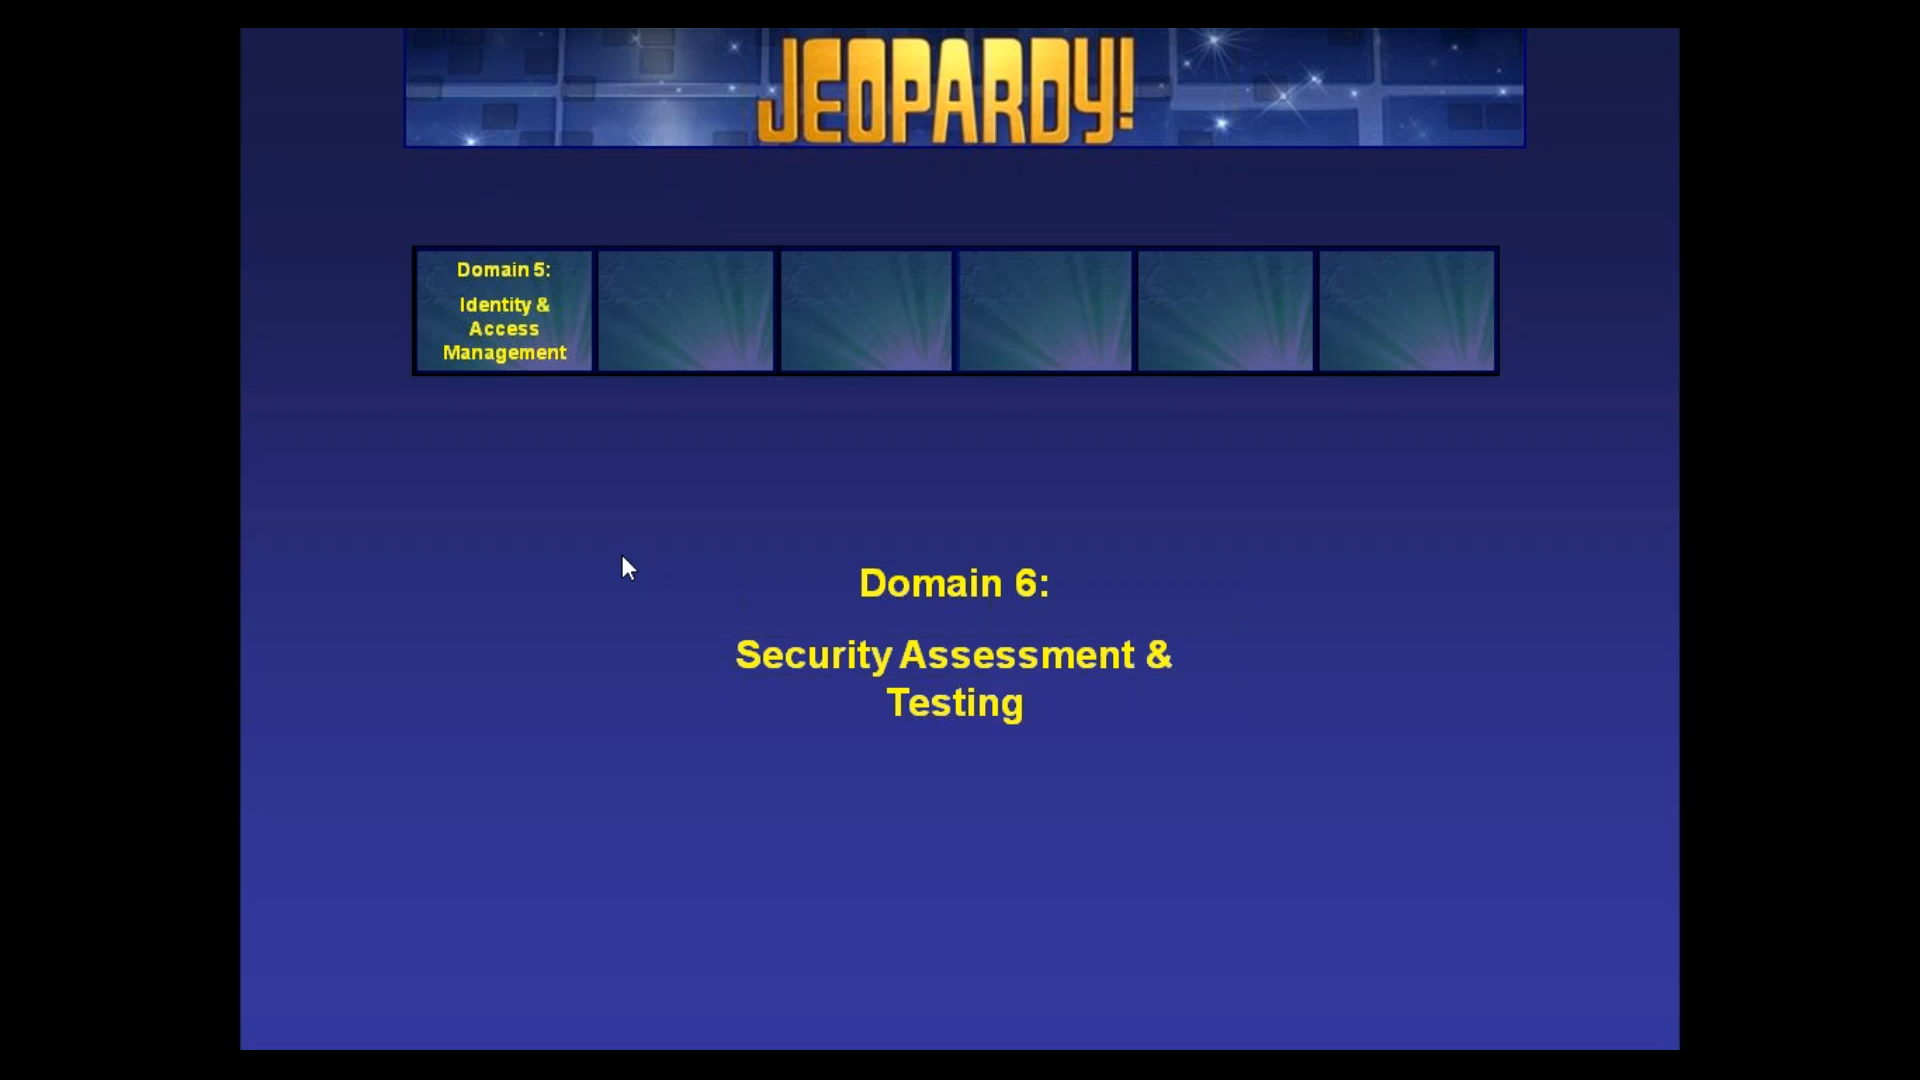 JEOPARDY!
Domain 5:
Identity &
Access
Management
Domain 6:
Security Assessment &
Testing